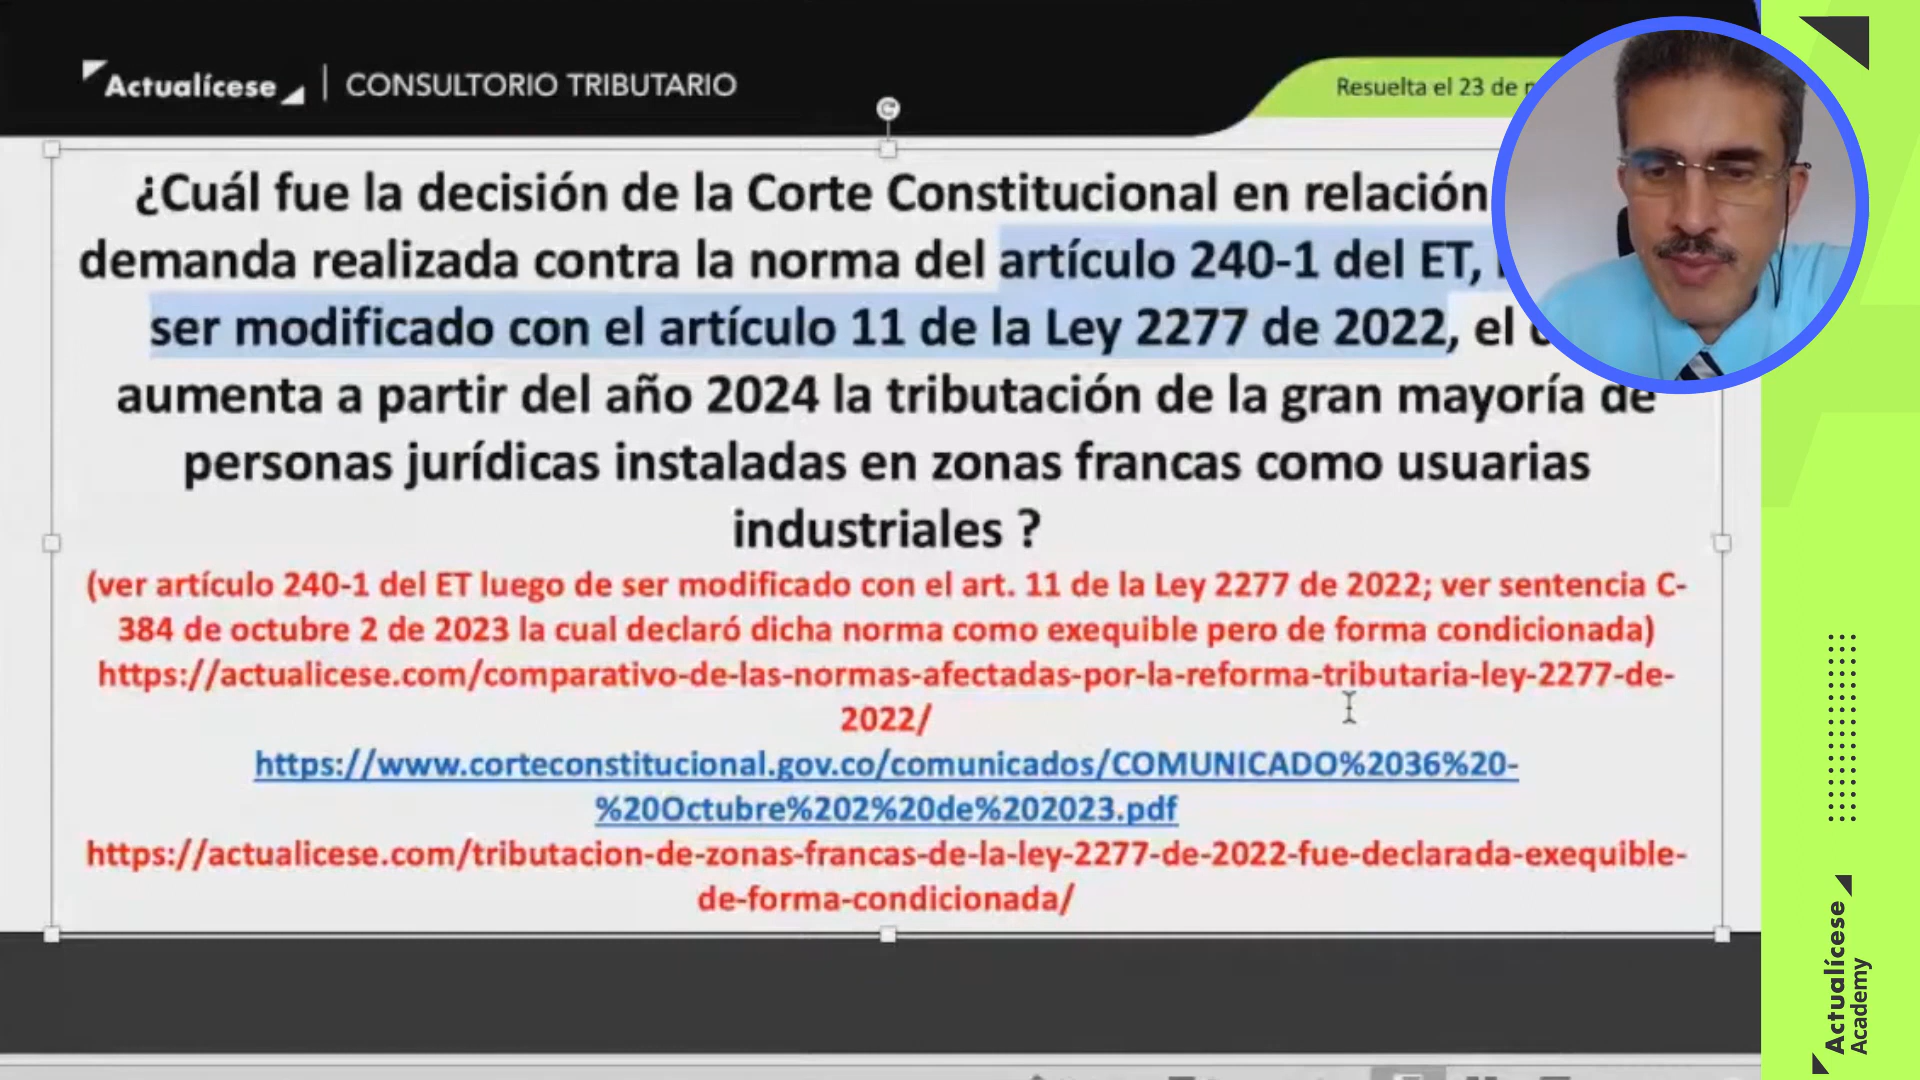 Actualícese | CONSULTORIO TRIBUTARIO
Resuelta el 23 de
¿Cuál fue la decisión de la Corte Constitucional en relación
demanda realizada contra la norma del artículo 240-1 del ET,
ser modificado con el artículo 11 de la Ley 2277 de 2022, el
aumenta a partir del año 2024 la tributación de la gran mayoría de
personas jurídicas instaladas en zonas francas como usuarias
industriales ?
(ver artículo 240-1 del ET luego de ser modificado con el art. 11 de la Ley 2277 de 2022; ver sentencia C-
384 de octubre 2 de 2023 la cual declaró dicha norma como exequible pero de forma condicionada)
https://actualicese.com/comparativo-de-las-normas-afectadas-por-la-reforma-tributaria-ley-2277-de-
2022/
https://www.corteconstitucional.gov.co/comunicados/COMUNICADO%2036%20-
%20Octubre%202%20de%202023.pdf
https://actualicese.com/tributacion-de-zonas-francas-de-la-ley-2277-de-2022-fue-declarada-exequible-
de-forma-condicionada/
Actualícese
Academy